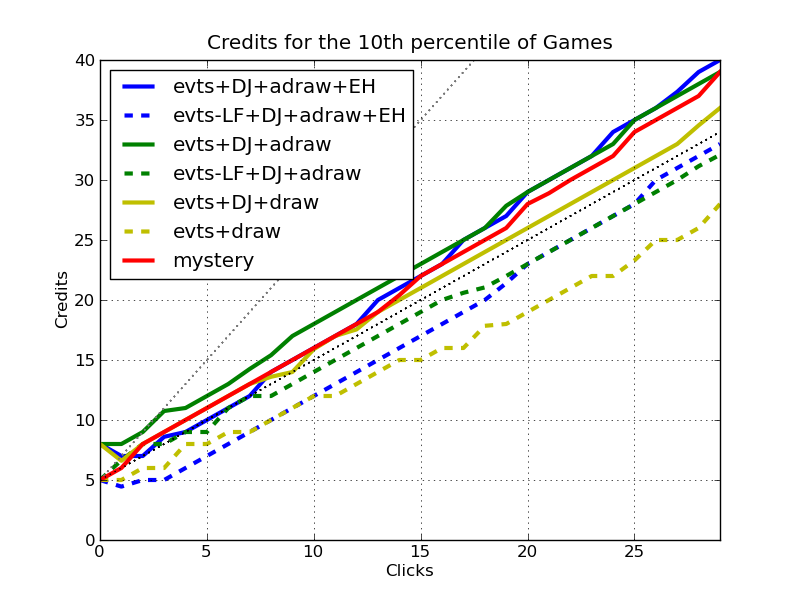 Credits for the 10th percentile of Games
40
35
30
25
20
15
10
5
0
Credits
evts+DJ+adraw+EH
evts-LF+DJ+adraw+EH
evts+DJ+adraw
evts-LF+DJ+adraw
evts+DJ+draw
evts+draw
mystery
0 5 10 15 20 25
Clicks